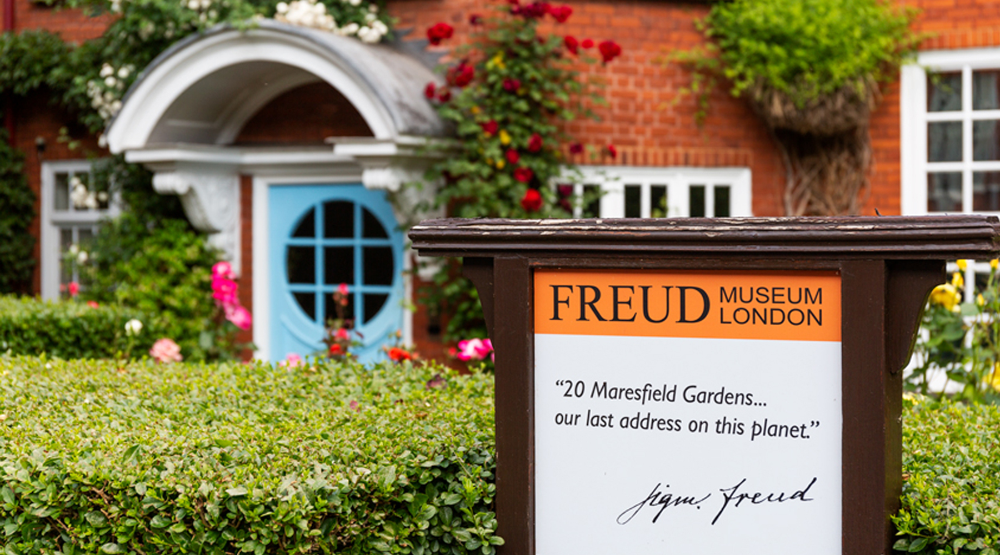 FREUD MUSEUM
LONDON
“20 Maresfield Gardens...
our last address on this planet.”
sigm. freud